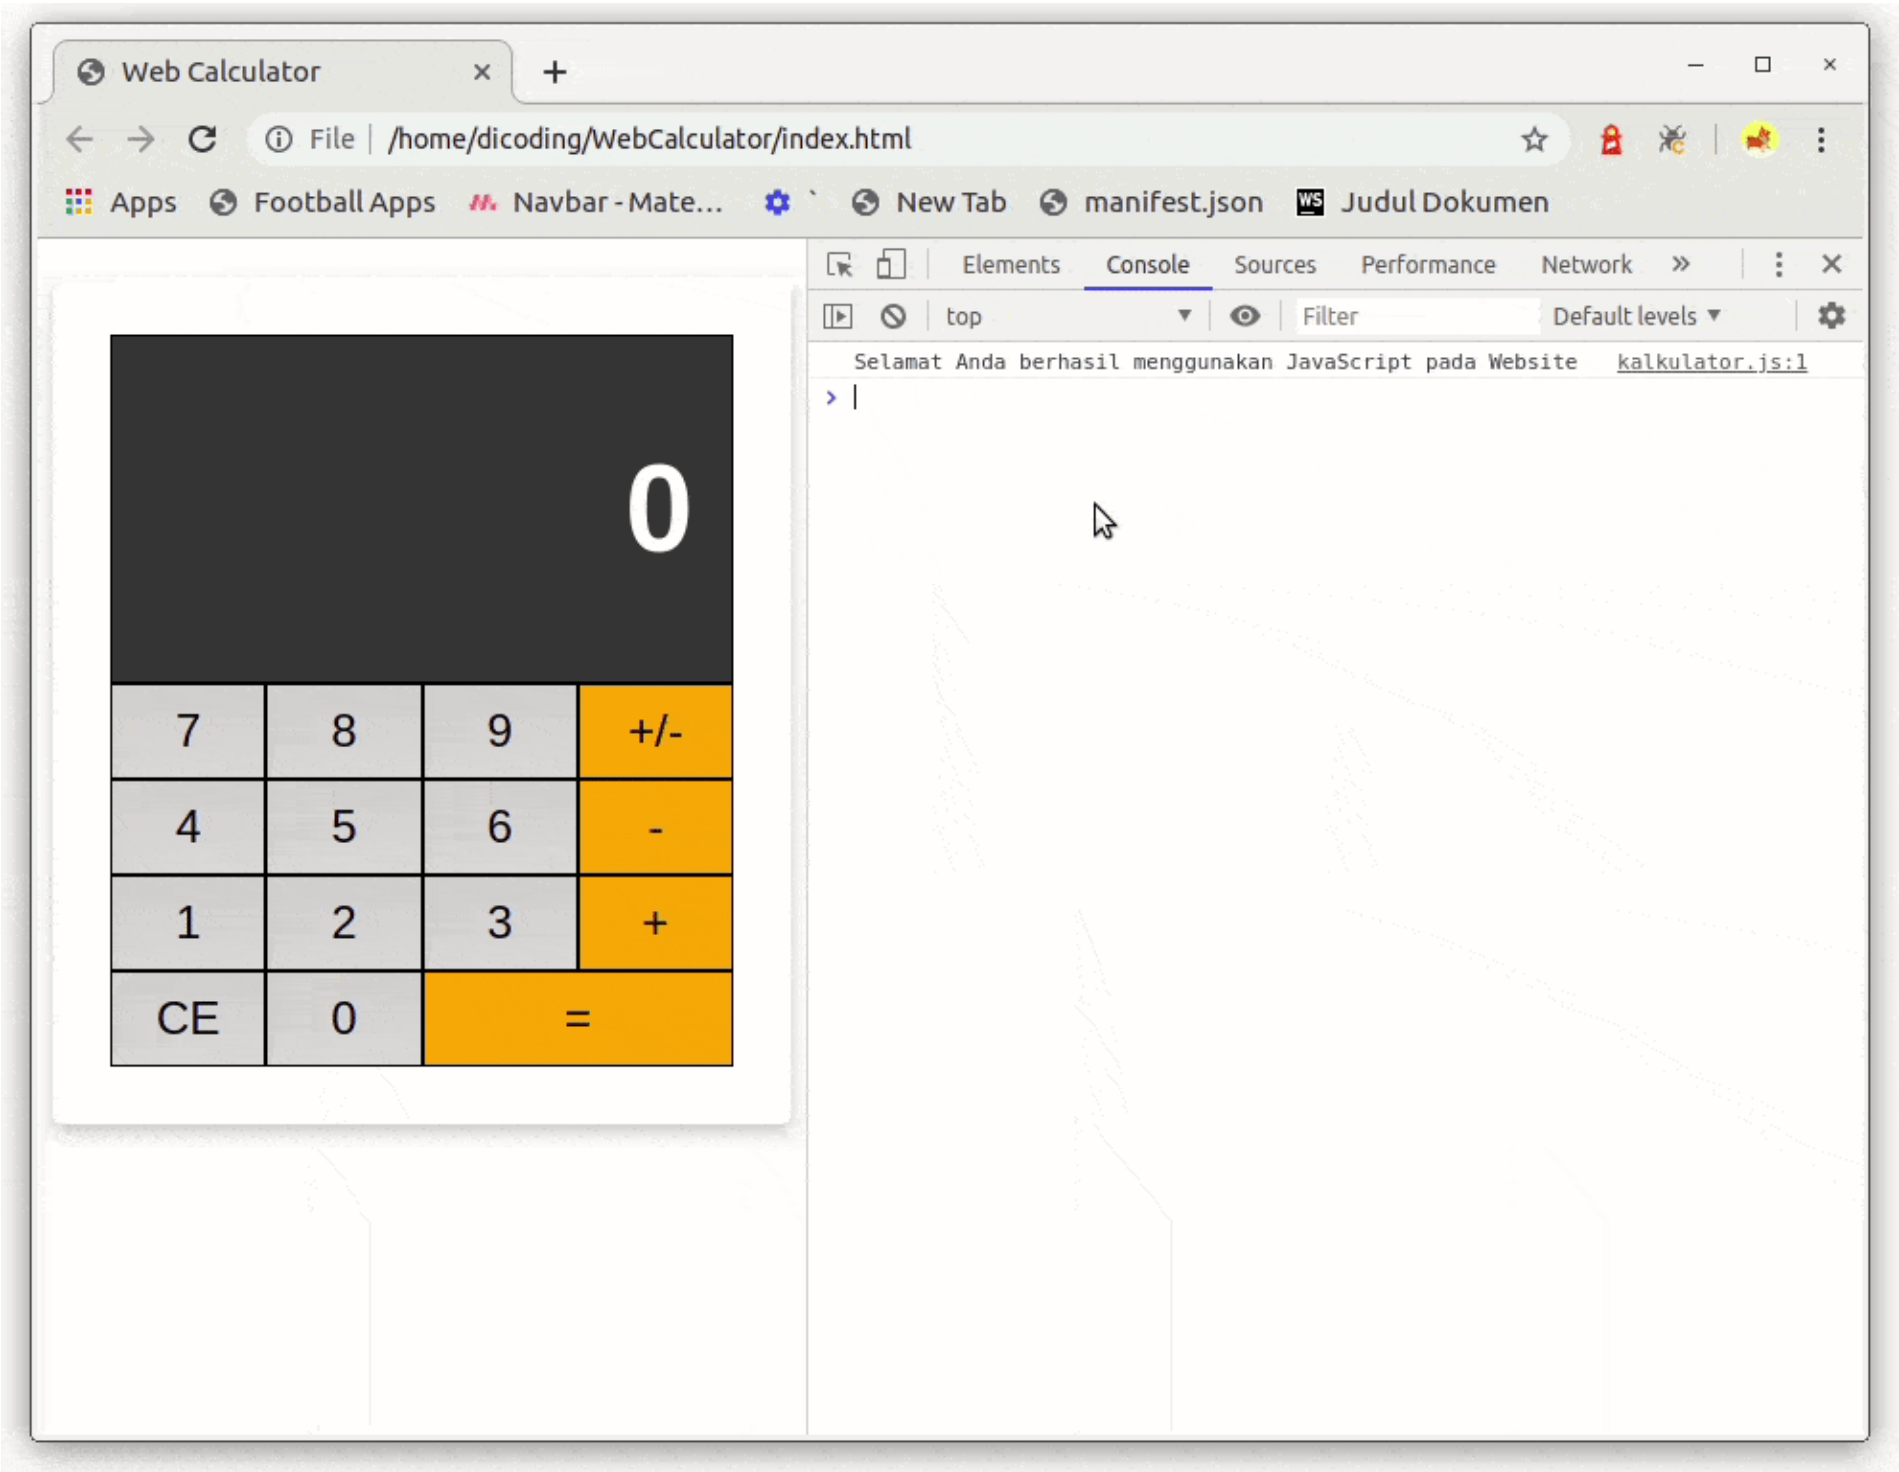 Web Calculator
File /home/dicoding/WebCalculator/index.html
Apps Football Apps Navbar - Mate... ` New Tab manifest.json WS Judul Dokumen
Elements Console Sources Performance Network »
top Filter Default levels
Selamat Anda berhasil menggunakan JavaScript pada Website kalkulator.js:1
0
7 8 9 +/-
4 5 6 -
1 2 3 +
CE 0 =